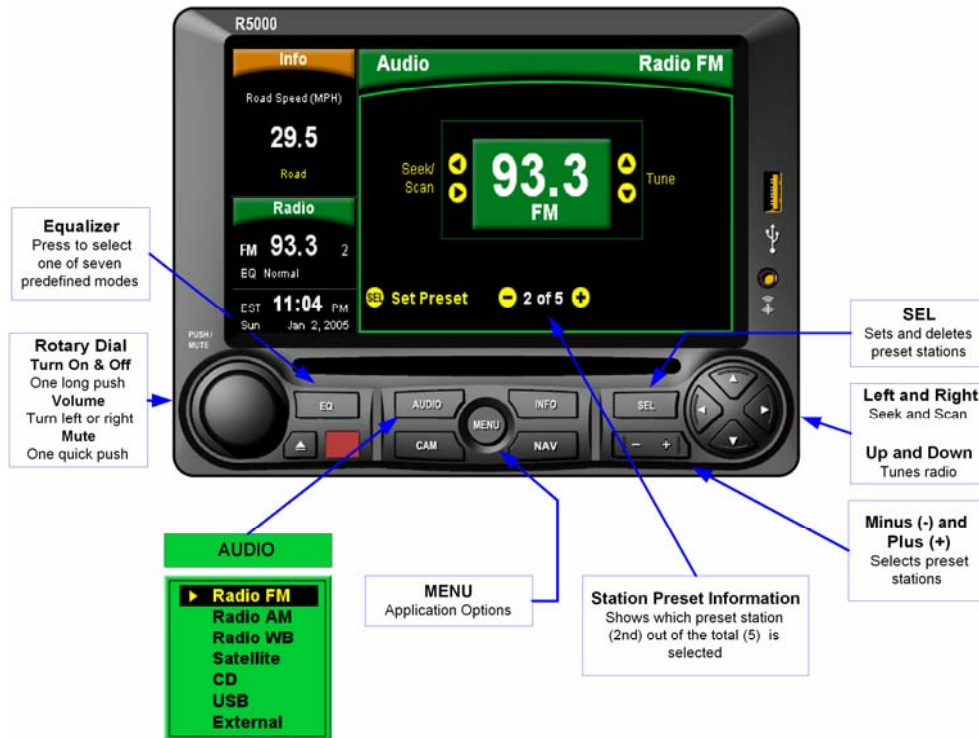 R5000
Info
Road Speed (MPH)
29.5
Road
Radio
FM 93.3 2
EQ Normal
EST 11:04 PM
Sun Jan 2, 2005
Audio
Radio FM
Seek/
Scan
93.3
FM
Tune
SEL Set Preset
2 of 5
PUSH/
MUTE
EQ
AUDIO
INFO
MENU
CAM
NAV
SEL
- +
Equalizer
Press to select
one of seven
predefined modes
Rotary Dial
Turn On & Off
One long push
Volume
Turn left or right
Mute
One quick push
SEL
Sets and deletes
preset stations
Left and Right
Seek and Scan
Up and Down
Tunes radio
Minus (-) and
Plus (+)
Selects preset
stations
AUDIO
Radio FM
Radio AM
Radio WB
Satellite
CD
USB
External
MENU
Application Options
Station Preset Information
Shows which preset station
(2nd) out of the total (5) is
selected